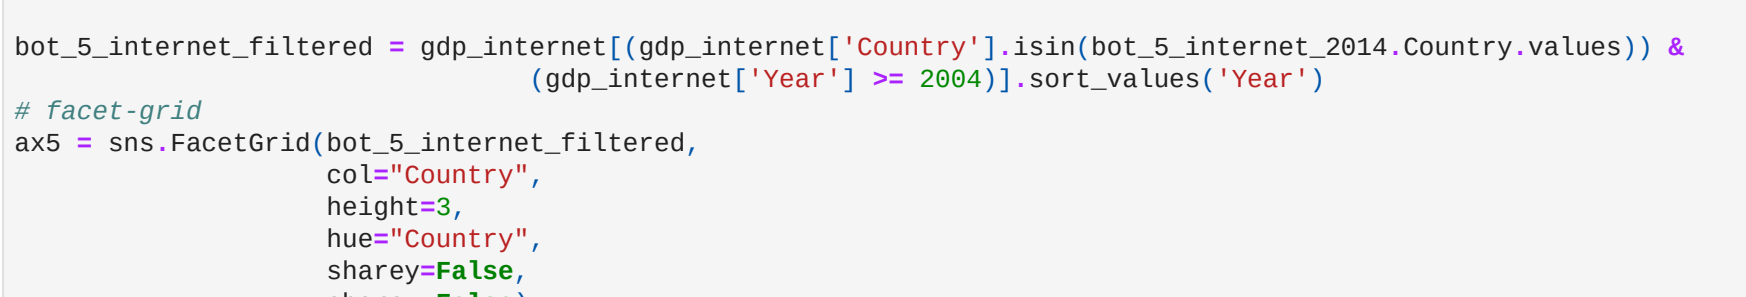 bot_5_internet_filtered = gdp_internet[(gdp_internet['Country'].isin(bot_5_internet_2014.Country.values)) &
                                 (gdp_internet['Year'] >= 2004)].sort_values('Year')
# facet-grid
ax5 = sns.FacetGrid(bot_5_internet_filtered,
                    col="Country",
                    height=3,
                    hue="Country",
                    sharey=False,